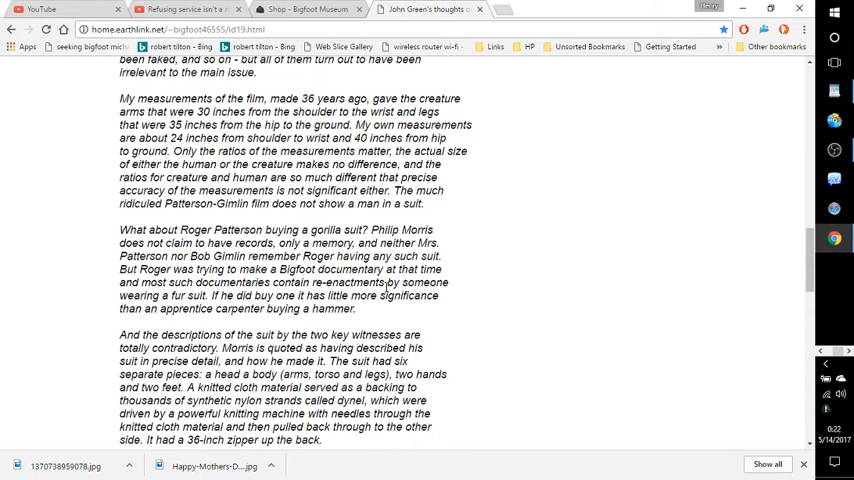 YouTube
Refusing service isn't a r
Shop - Bigfoot Museum
John Green's thoughts o
Henry
home.earthlink.net/~bigfoot46555/id19.html
Apps
seeking bigfoot mich
robert tilton - Bing
robert tilton - Bing
Web Slice Gallery
wireless router wi-fi -
Links
HP
Unsorted Bookmarks
Getting Started
Other bookmarks
been faked, and so on - but all of them turn out to have been
irrelevant to the main issue.
My measurements of the film, made 36 years ago, gave the creature
arms that were 30 inches from the shoulder to the wrist and legs
that were 35 inches from the hip to the ground. My own measurements
are about 24 inches from shoulder to wrist and 40 inches from hip
to ground. Only the ratios of the measurements matter, the actual size
of either the human or the creature makes no difference, and the
ratios for creature and human are so much different that precise
accuracy of the measurements is not significant either. The much
ridiculed Patterson-Gimlin film does not show a man in a suit.
What about Roger Patterson buying a gorilla suit? Philip Morris
does not claim to have records, only a memory, and neither Mrs.
Patterson nor Bob Gimlin remember Roger having any such suit.
But Roger was trying to make a Bigfoot documentary at that time
and most such documentaries contain re-enactments by someone
wearing a fur suit. If he did buy one it has little more significance
than an apprentice carpenter buying a hammer.
And the descriptions of the suit by the two key witnesses are
totally contradictory. Morris is quoted as having described his
suit in precise detail, and how he made it. The suit had six
separate pieces: a head a body (arms, torso and legs), two hands
and two feet. A knitted cloth material served as a backing to
thousands of synthetic nylon strands called dynel, which were
driven by a powerful knitting machine with needles through the
knitted cloth material and then pulled back through to the other
side. It had a 36-inch zipper up the back.
1370738959078.jpg
Happy-Mothers-D....jpg
Show all
0:22
5/14/2017